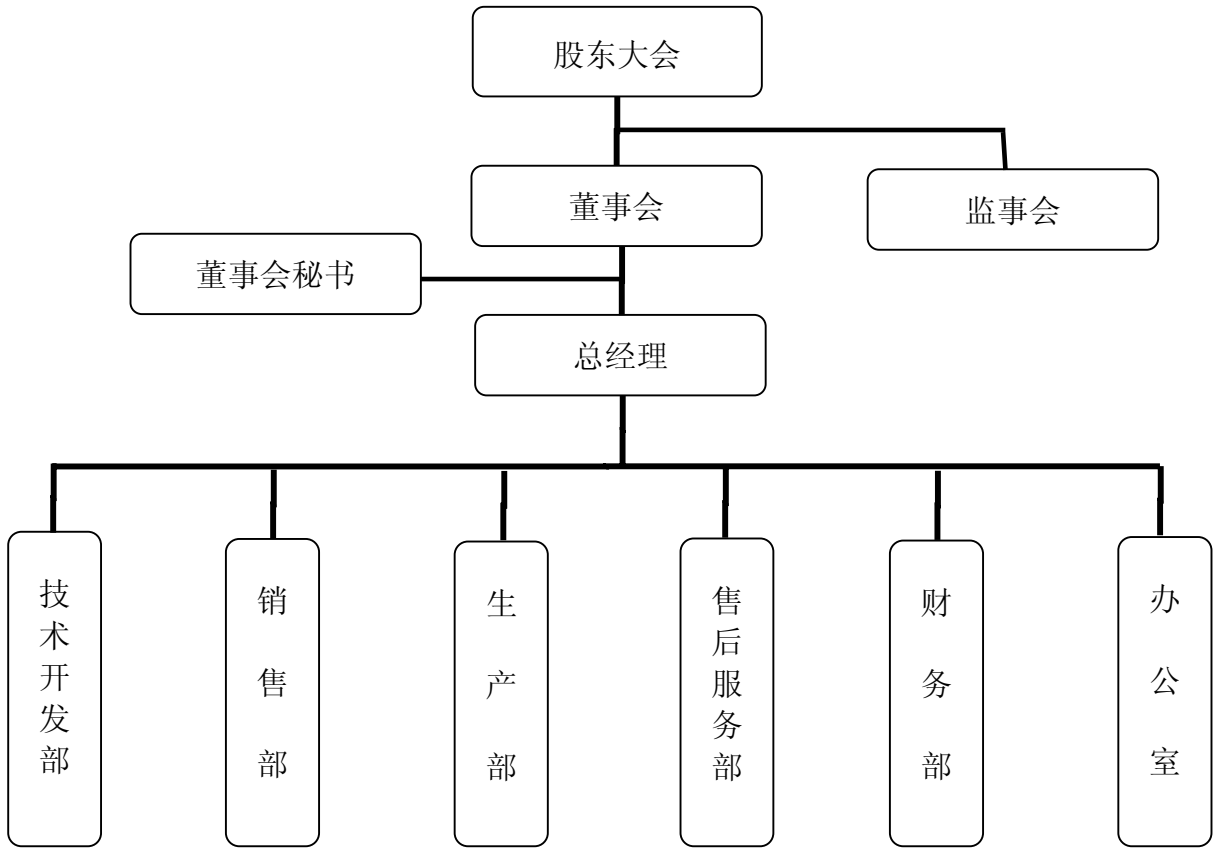 股东大会
董事会
监事会
董事会秘书
总经理
技术开发部
销售部
生产部
售后服务部
财务部
办公室